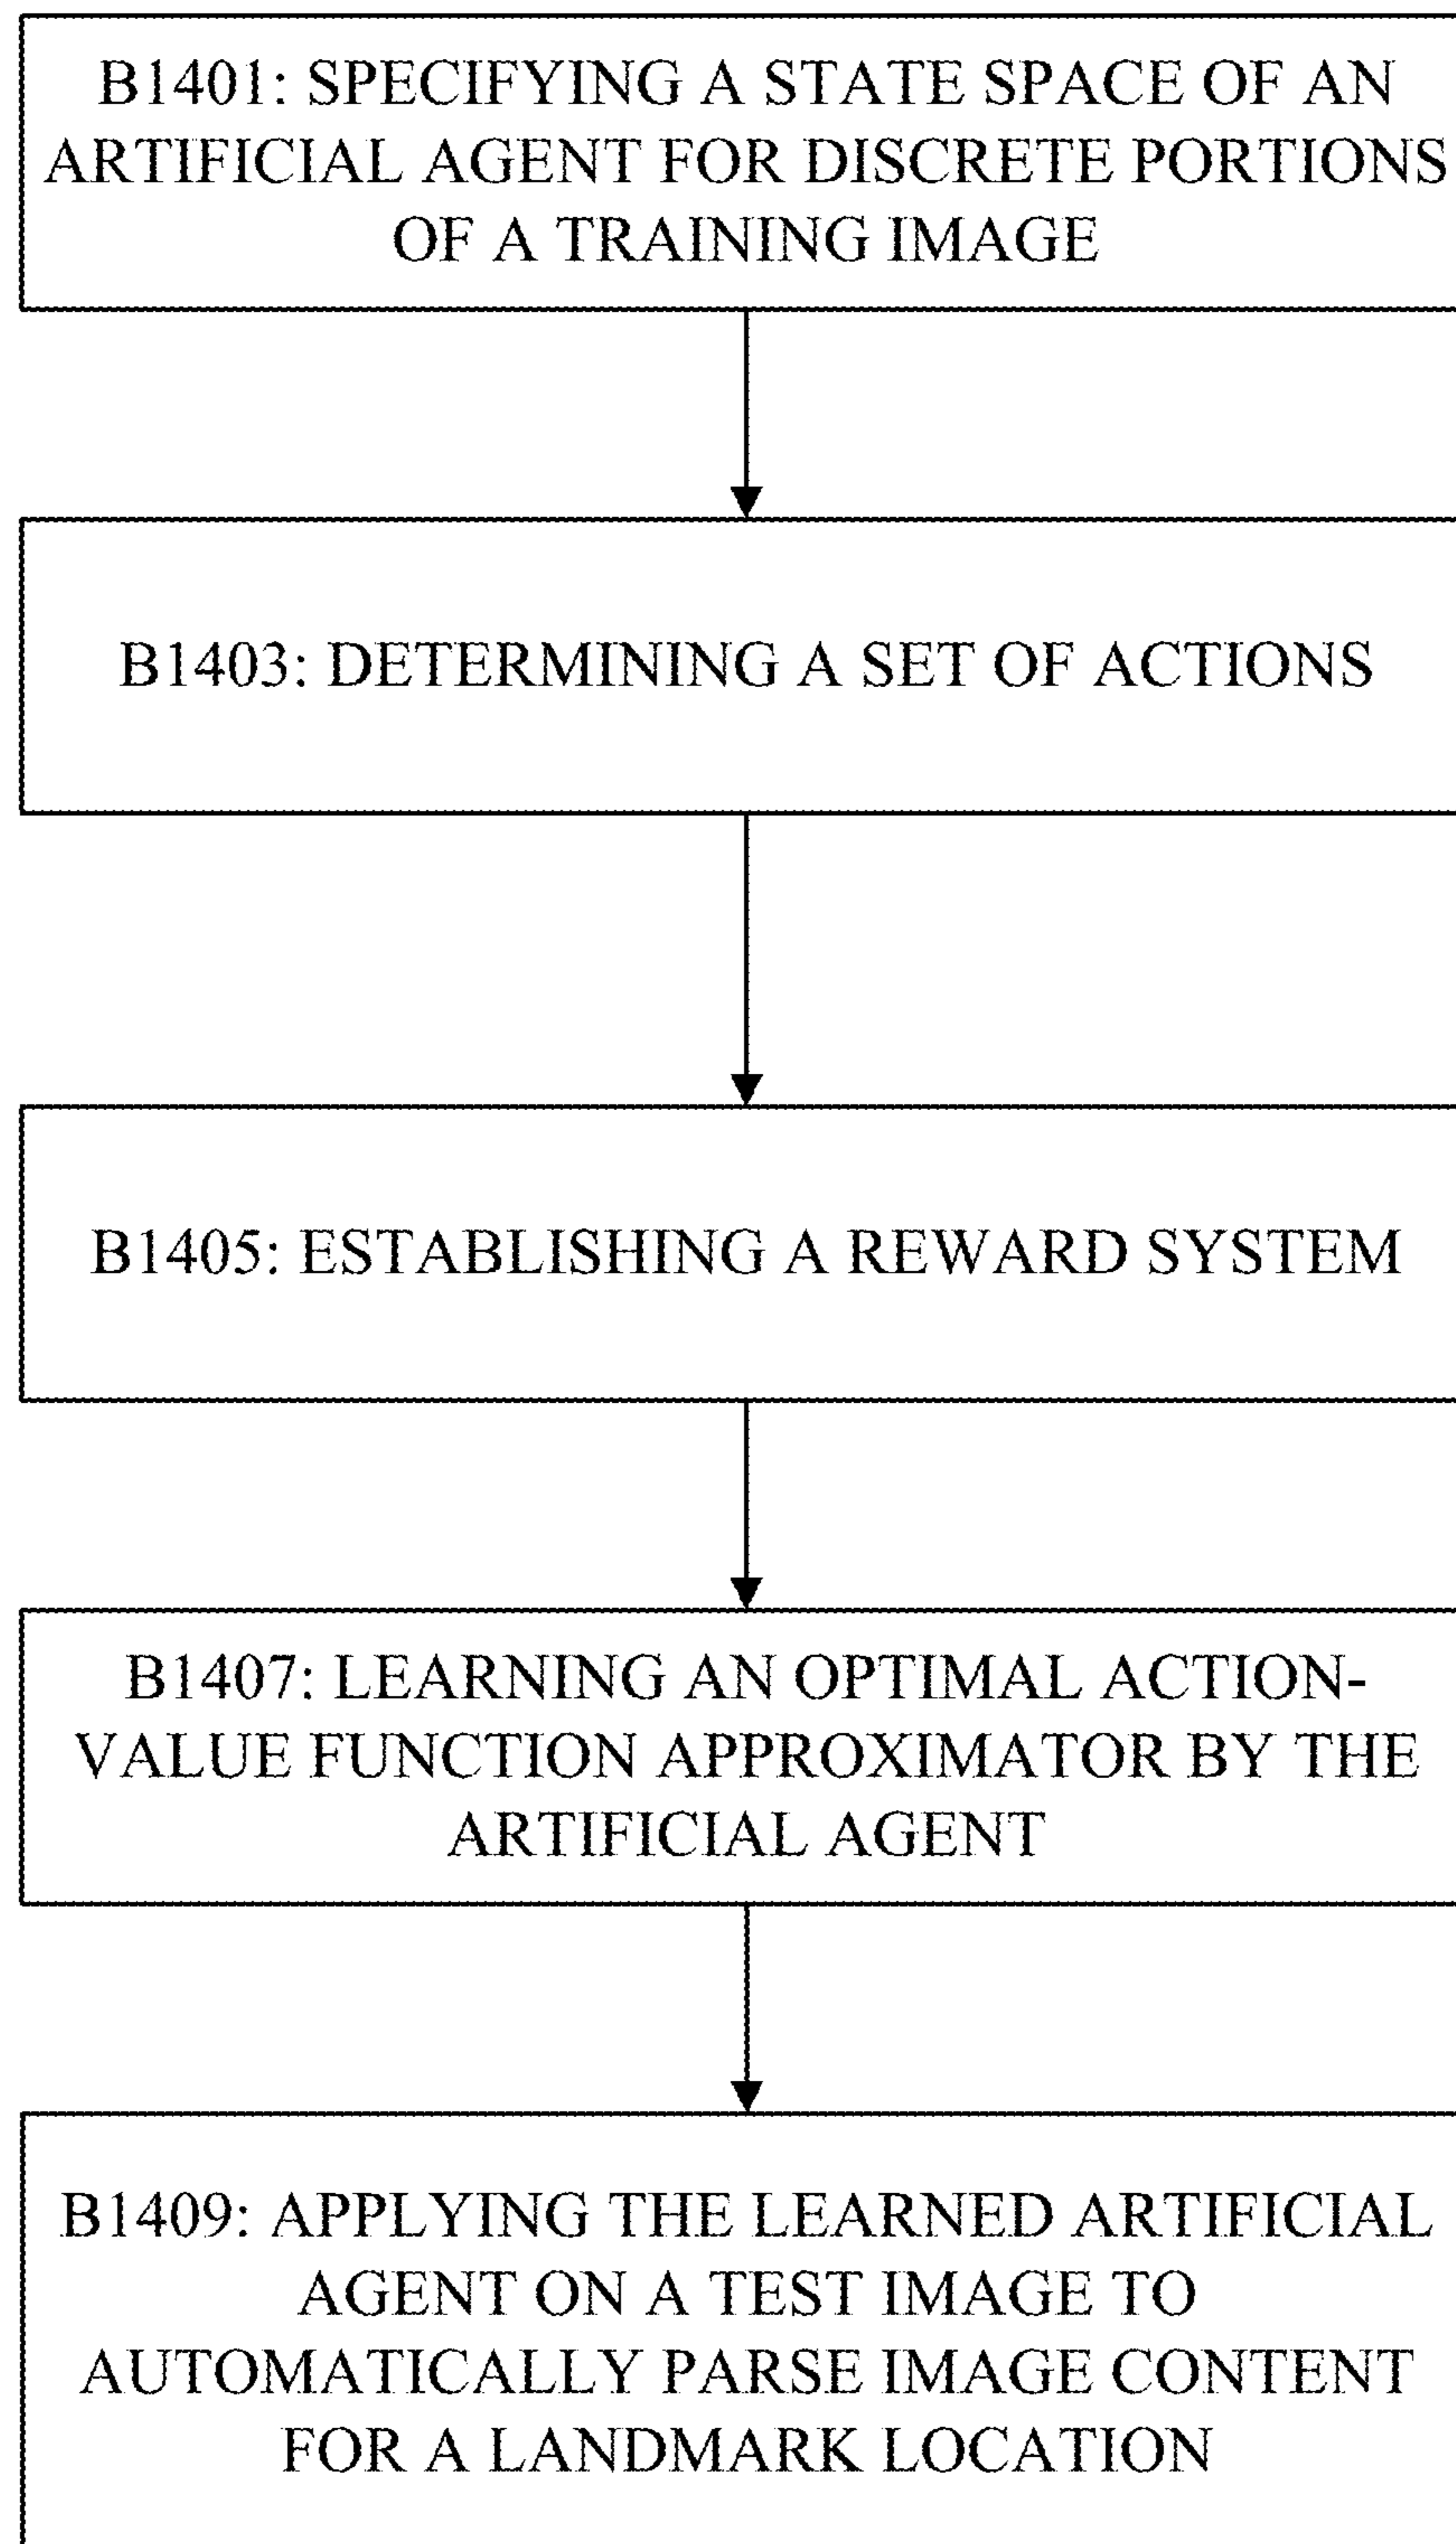 B1401: SPECIFYING A STATE SPACE OF AN
ARTIFICIAL AGENT FOR DISCRETE PORTIONS
OF A TRAINING IMAGE
B1403: DETERMINING A SET OF ACTIONS
B1405: ESTABLISHING A REWARD SYSTEM
B1407: LEARNING AN OPTIMAL ACTION-
VALUE FUNCTION APPROXIMATOR BY THE
ARTIFICIAL AGENT
B1409: APPLYING THE LEARNED ARTIFICIAL
AGENT ON A TEST IMAGE TO
AUTOMATICALLY PARSE IMAGE CONTENT
FOR A LANDMARK LOCATION